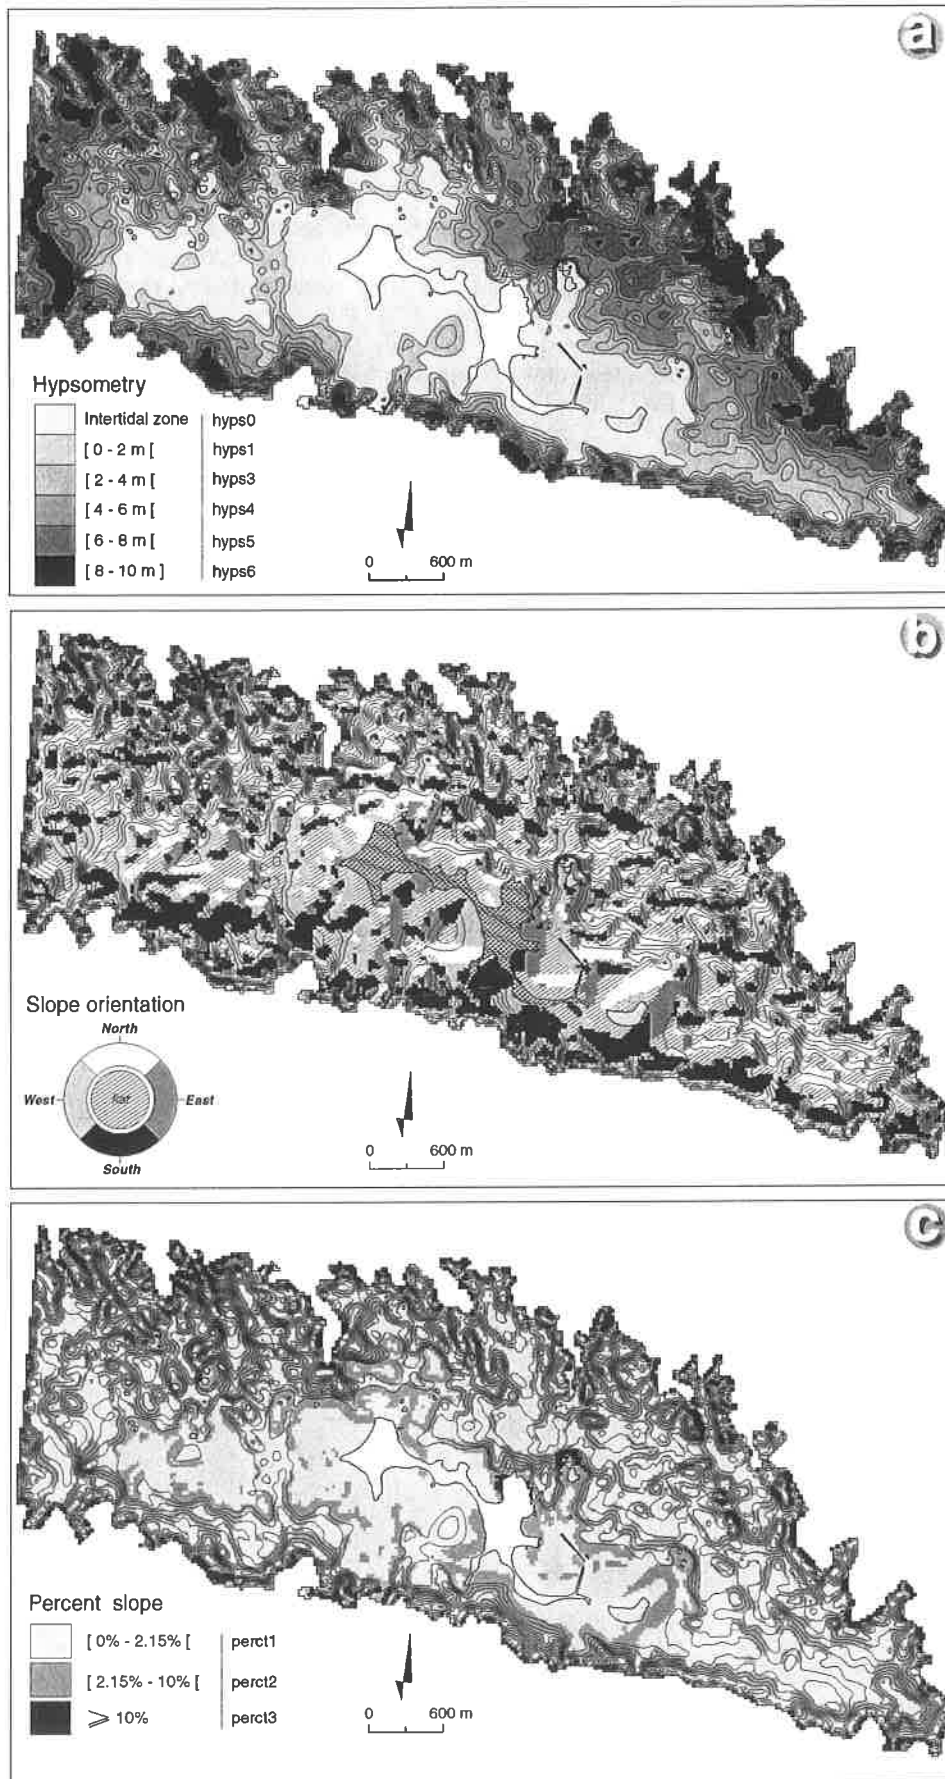 a
Hypsometry
Intertidal zone hyps0
[ 0 - 2 m [ hyps1
[ 2 - 4 m [ hyps3
[ 4 - 6 m [ hyps4
[ 6 - 8 m [ hyps5
[ 8 - 10 m ] hyps6
0 600 m
b
Slope orientation
North
West flat East
South
0 600 m
c
Percent slope
[ 0% - 2.15% [ perct1
[ 2.15% - 10% [ perct2
⩾ 10% perct3
0 600 m